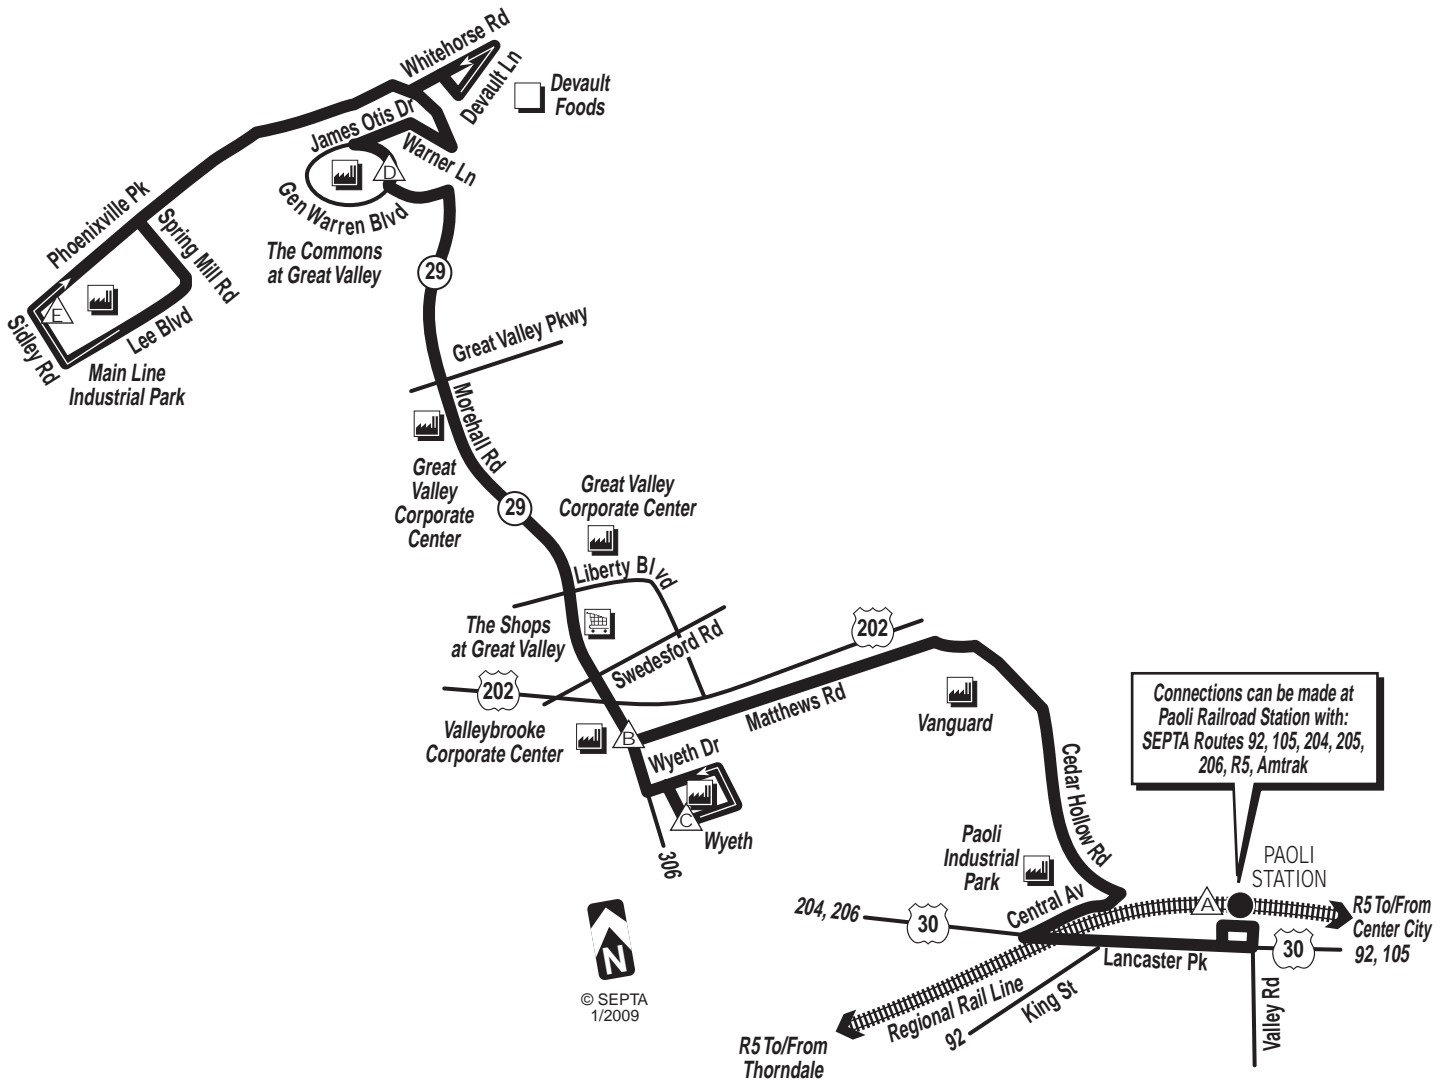 Whitehorse Rd
Devault Ln
Devault
Foods
James Otis Dr
Warner Ln
D
Gen Warren Blvd
The Commons
at Great Valley
Phoenixville Pk
Spring Mill Rd
E
Sidley Rd
Lee Blvd
Main Line
Industrial Park
29
Great Valley Pkwy
Morehall Rd
Great
Valley
Corporate
Center
29
Great Valley
Corporate Center
Liberty Blvd
The Shops
at Great Valley
Swedesford Rd
202
202
Valleybrooke
Corporate Center
B
Matthews Rd
Vanguard
Wyeth Dr
C
Wyeth
306
Cedar Hollow Rd
Connections can be made at
Paoli Railroad Station with:
SEPTA Routes 92, 105, 204, 205,
206, R5, Amtrak
Paoli
Industrial
Park
PAOLI
STATION
A
Central Av
204, 206
30
R5 To/From
Center City
92, 105
30
Lancaster Pk
Regional Rail Line
King St
92
Valley Rd
R5 To/From
Thorndale
N
© SEPTA
1/2009